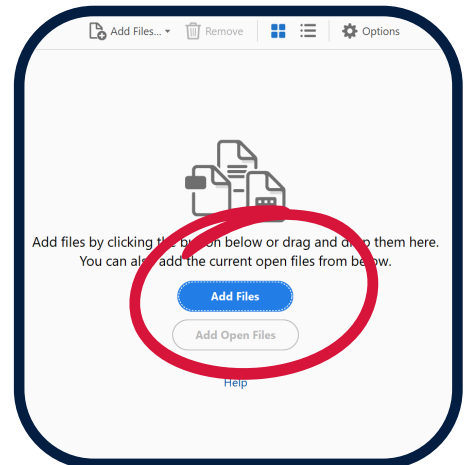 Add Files... Remove Options
Add files by clicking the button below or drag and drop them here.
You can also add the current open files from below.
Add Files
Add Open Files
Help